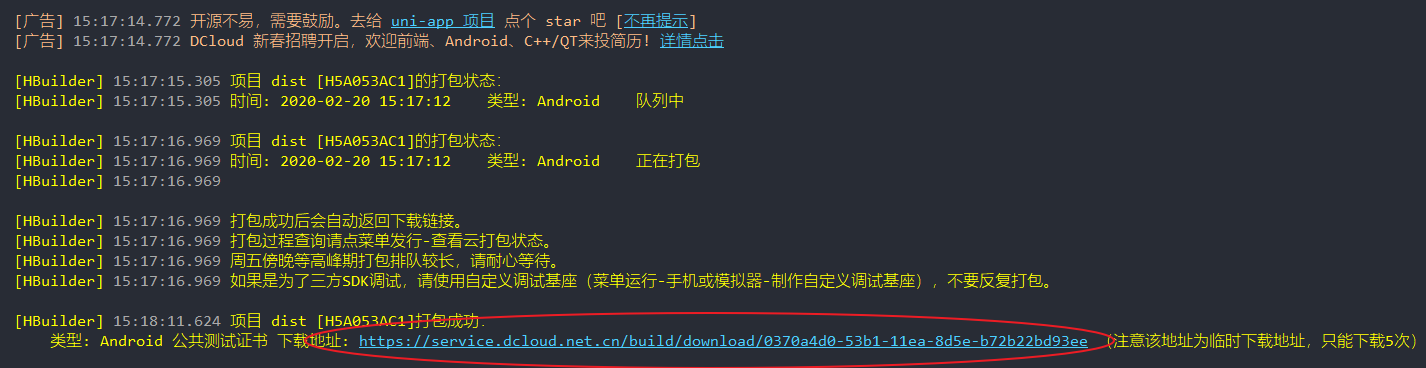 [广告] 15:17:14.772 开源不易，需要鼓励。去给 uni-app 项目 点个 star 吧 [不再提示]
[广告] 15:17:14.772 DCloud 新春招聘开启，欢迎前端、Android、C++/QT来投简历! 详情点击
[HBuilder] 15:17:15.305 项目 dist [H5A053AC1]的打包状态:
[HBuilder] 15:17:15.305 时间: 2020-02-20 15:17:12 类型: Android 队列中
[HBuilder] 15:17:16.969 项目 dist [H5A053AC1]的打包状态:
[HBuilder] 15:17:16.969 时间: 2020-02-20 15:17:12 类型: Android 正在打包
[HBuilder] 15:17:16.969
[HBuilder] 15:17:16.969 打包成功后会自动返回下载链接。
[HBuilder] 15:17:16.969 打包过程查询请点菜单发行-查看云打包状态。
[HBuilder] 15:17:16.969 周五傍晚等高峰期打包排队较长，请耐心等待。
[HBuilder] 15:17:16.969 如果是为了三方SDK调试，请使用自定义调试基座（菜单运行-手机或模拟器-制作自定义调试基座），不要反复打包。
[HBuilder] 15:18:11.624 项目 dist [H5A053AC1]打包成功:
类型: Android 公共测试证书 下载地址: https://service.dcloud.net.cn/build/download/0370a4d0-53b1-11ea-8d5e-b72b22bd93ee （注意该地址为临时下载地址，只能下载5次）